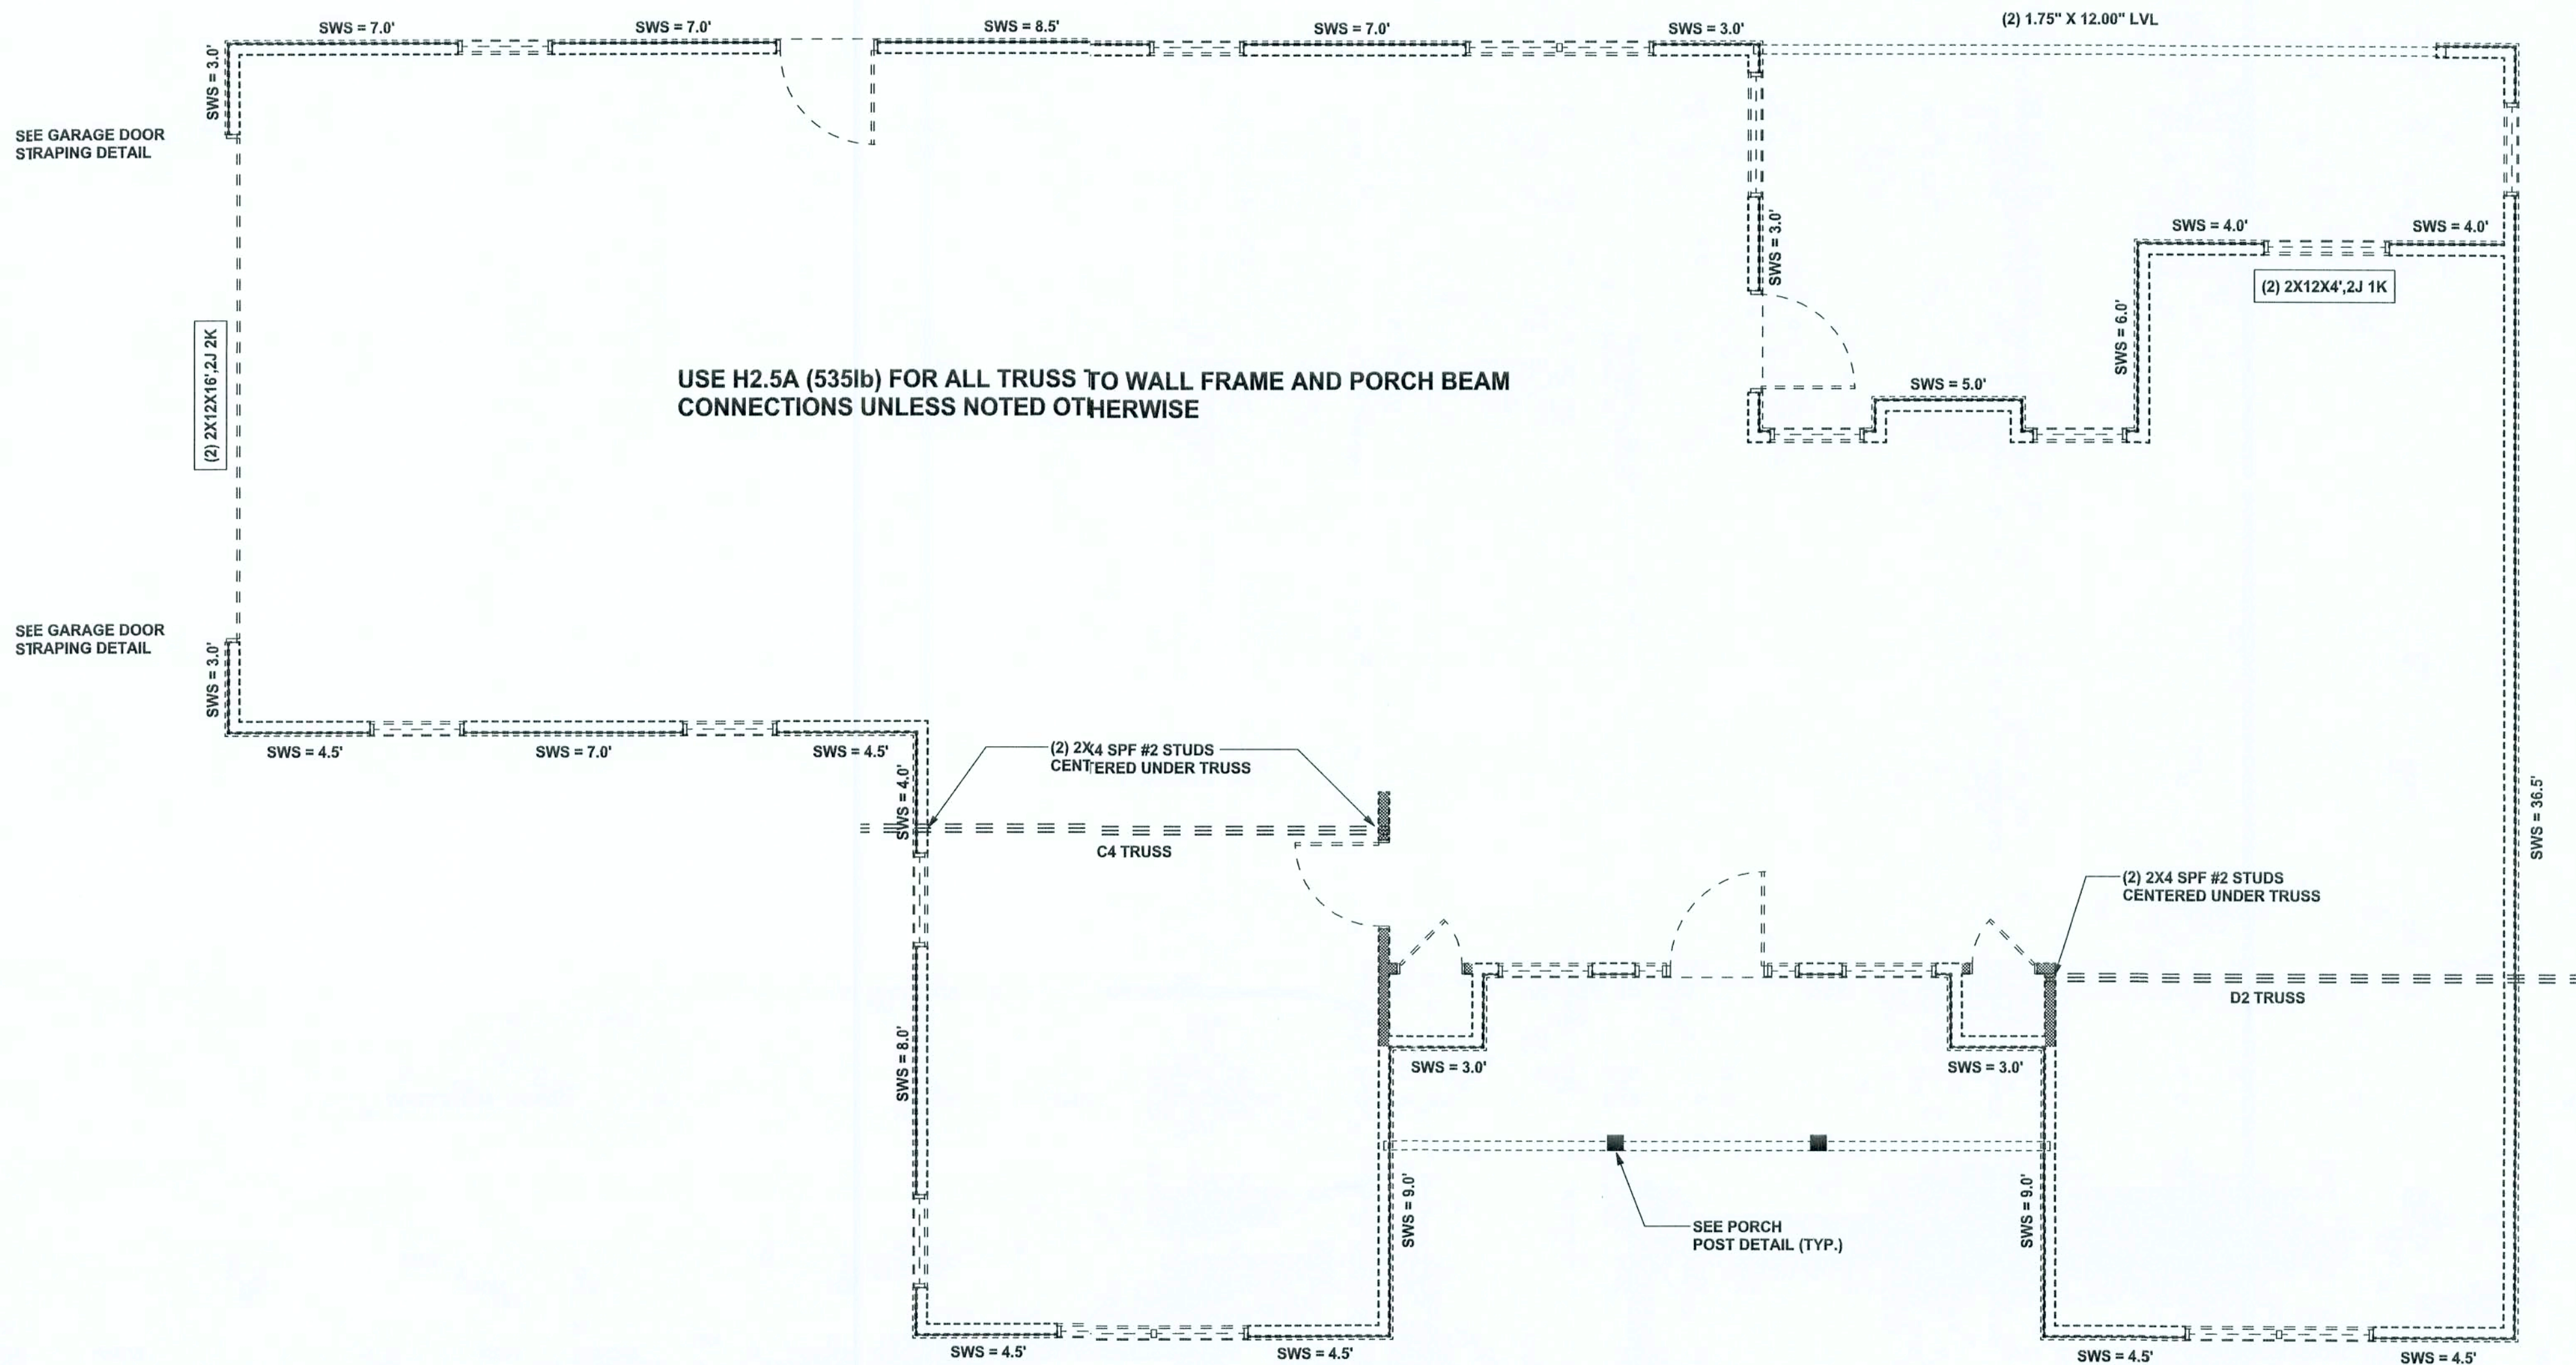 SWS = 7.0'
SWS = 7.0'
SWS = 8.5'
SWS = 7.0'
SWS = 3.0'
(2) 1.75" X 12.00" LVL
SWS = 3.0'
SEE GARAGE DOOR
STRAPING DETAIL
SWS = 3.0'
SWS = 4.0'
SWS = 4.0'
(2) 2X12X4',2J 1K
SWS = 6.0'
(2) 2X12X16',2J 2K
USE H2.5A (535lb) FOR ALL TRUSS TO WALL FRAME AND PORCH BEAM
CONNECTIONS UNLESS NOTED OTHERWISE
SWS = 5.0'
SEE GARAGE DOOR
STRAPING DETAIL
SWS = 3.0'
SWS = 4.5'
SWS = 7.0'
SWS = 4.5'
SWS = 4.0'
(2) 2X4 SPF #2 STUDS
CENTERED UNDER TRUSS
C4 TRUSS
SWS = 36.5'
(2) 2X4 SPF #2 STUDS
CENTERED UNDER TRUSS
D2 TRUSS
SWS = 8.0'
SWS = 3.0'
SWS = 3.0'
SWS = 9.0'
SWS = 9.0'
SEE PORCH
POST DETAIL (TYP.)
SWS = 4.5'
SWS = 4.5'
SWS = 4.5'
SWS = 4.5'